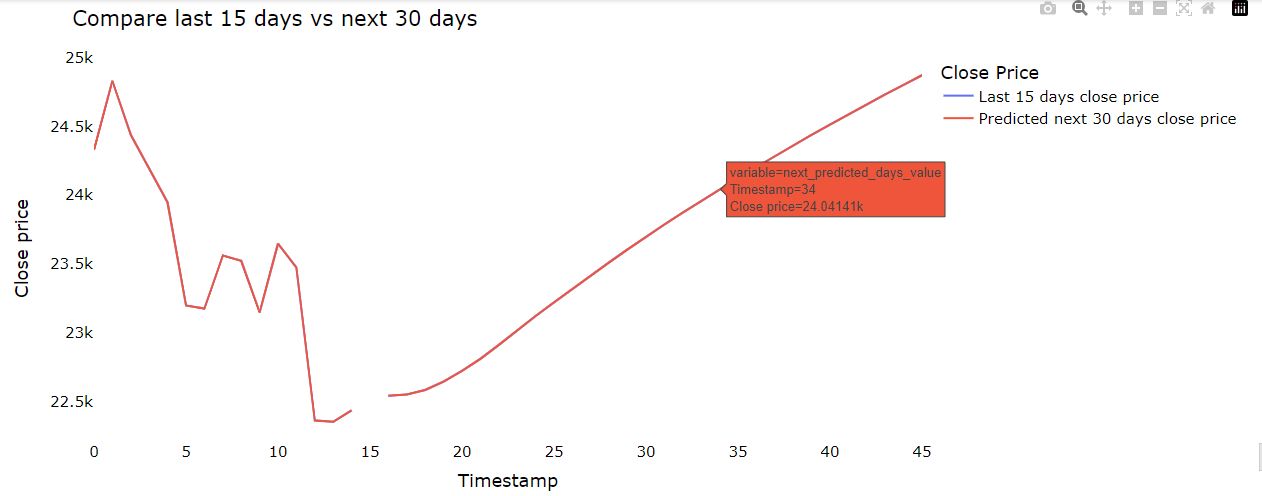 Compare last 15 days vs next 30 days
25k
24.5k
24k
23.5k
23k
22.5k
Close price
0 5 10 15 20 25 30 35 40 45
Timestamp
Close Price
Last 15 days close price
Predicted next 30 days close price
variable=next_predicted_days_value
Timestamp=34
Close price=24.04141k